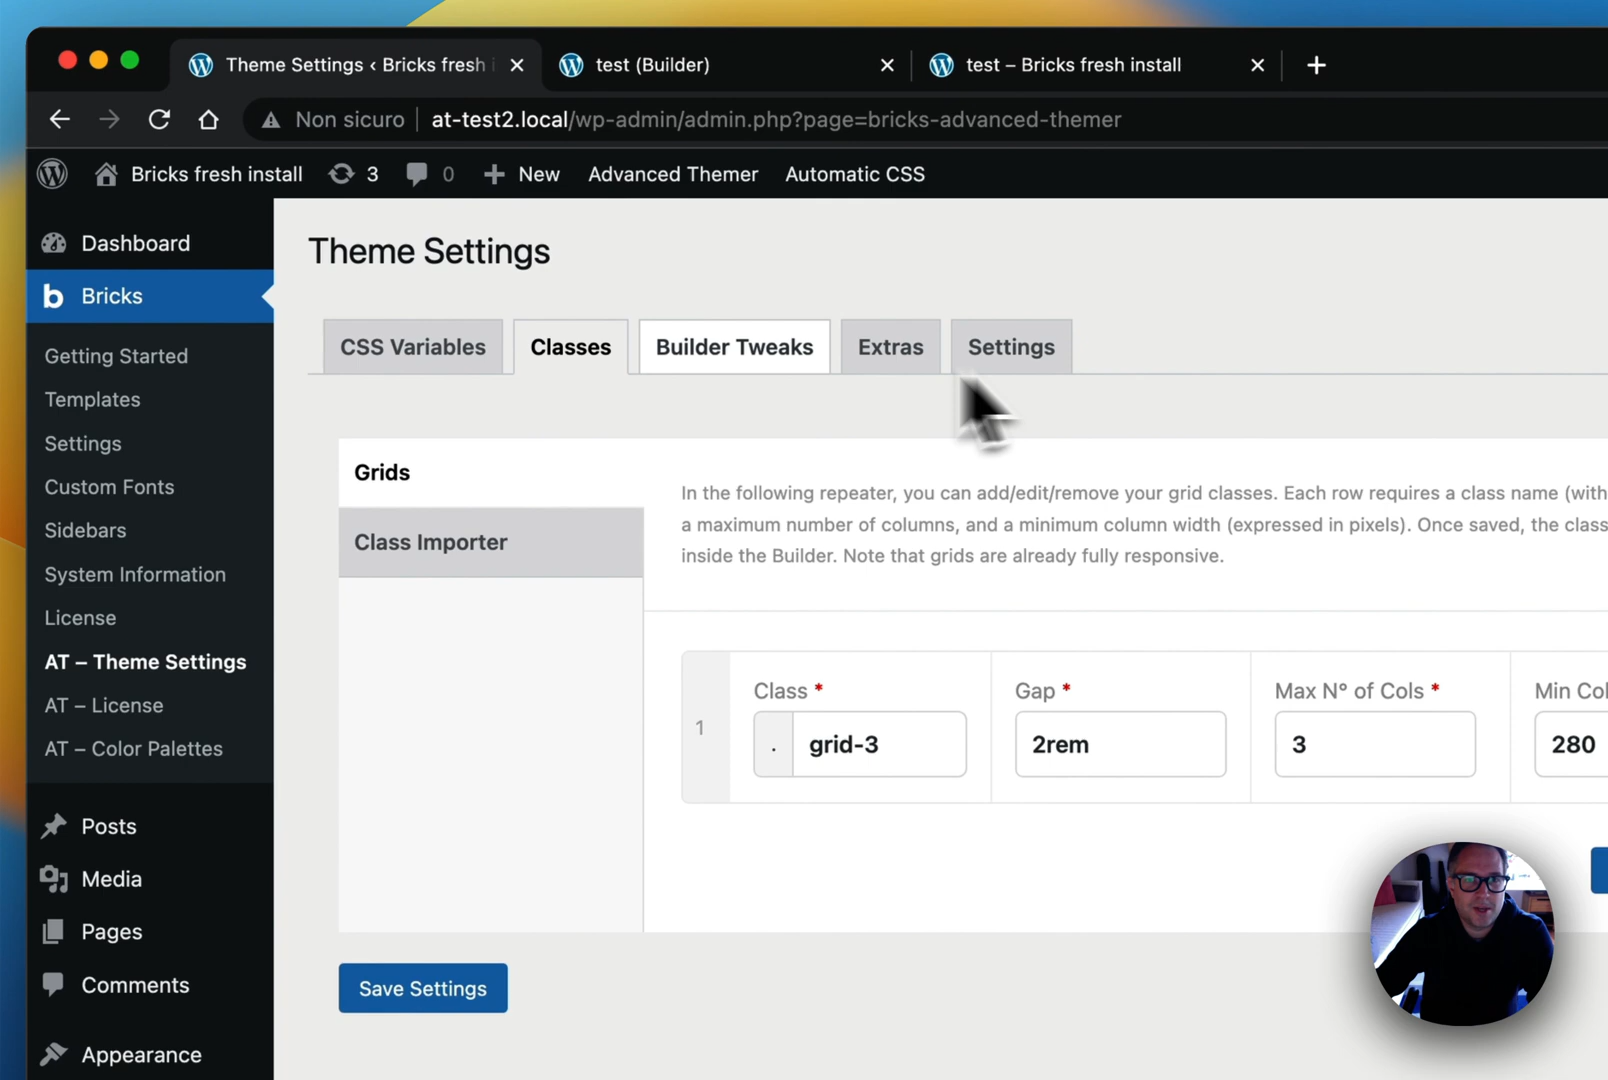 Theme Settings ‹ Bricks fresh i
test (Builder)
test – Bricks fresh install
Non sicuro
at-test2.local/wp-admin/admin.php?page=bricks-advanced-themer
Bricks fresh install
3
0
New
Advanced Themer
Automatic CSS
Dashboard
Bricks
Getting Started
Templates
Settings
Custom Fonts
Sidebars
System Information
License
AT – Theme Settings
AT – License
AT – Color Palettes
Posts
Media
Pages
Comments
Appearance
Theme Settings
CSS Variables
Classes
Builder Tweaks
Extras
Settings
Grids
Class Importer
In the following repeater, you can add/edit/remove your grid classes. Each row requires a class name (with
a maximum number of columns, and a minimum column width (expressed in pixels). Once saved, the class
inside the Builder. Note that grids are already fully responsive.
1
Class *
. grid-3
Gap *
2rem
Max N° of Cols *
3
Min Col
280
Save Settings